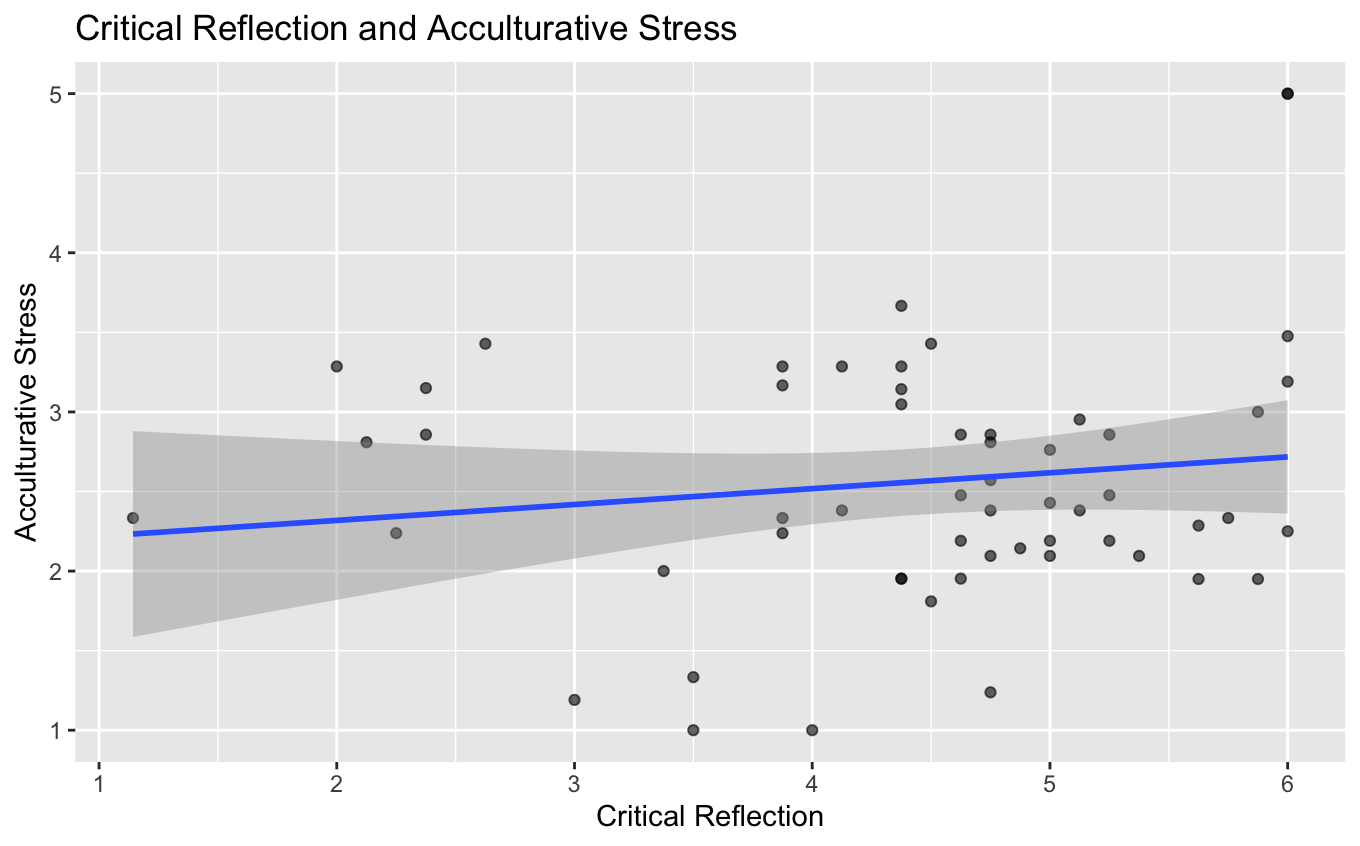 Critical Reflection and Acculturative Stress
5
4
3
2
1
Acculturative Stress
1 2 3 4 5 6
Critical Reflection